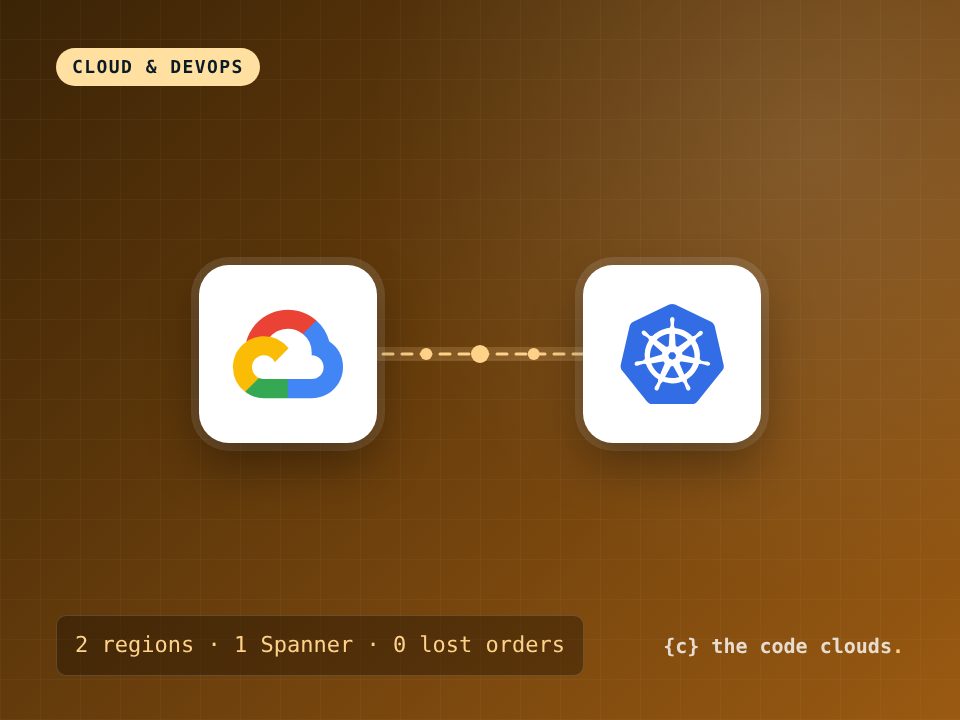 CLOUD & DEVOPS
2 regions · 1 Spanner · 0 lost orders
{c} the code clouds.